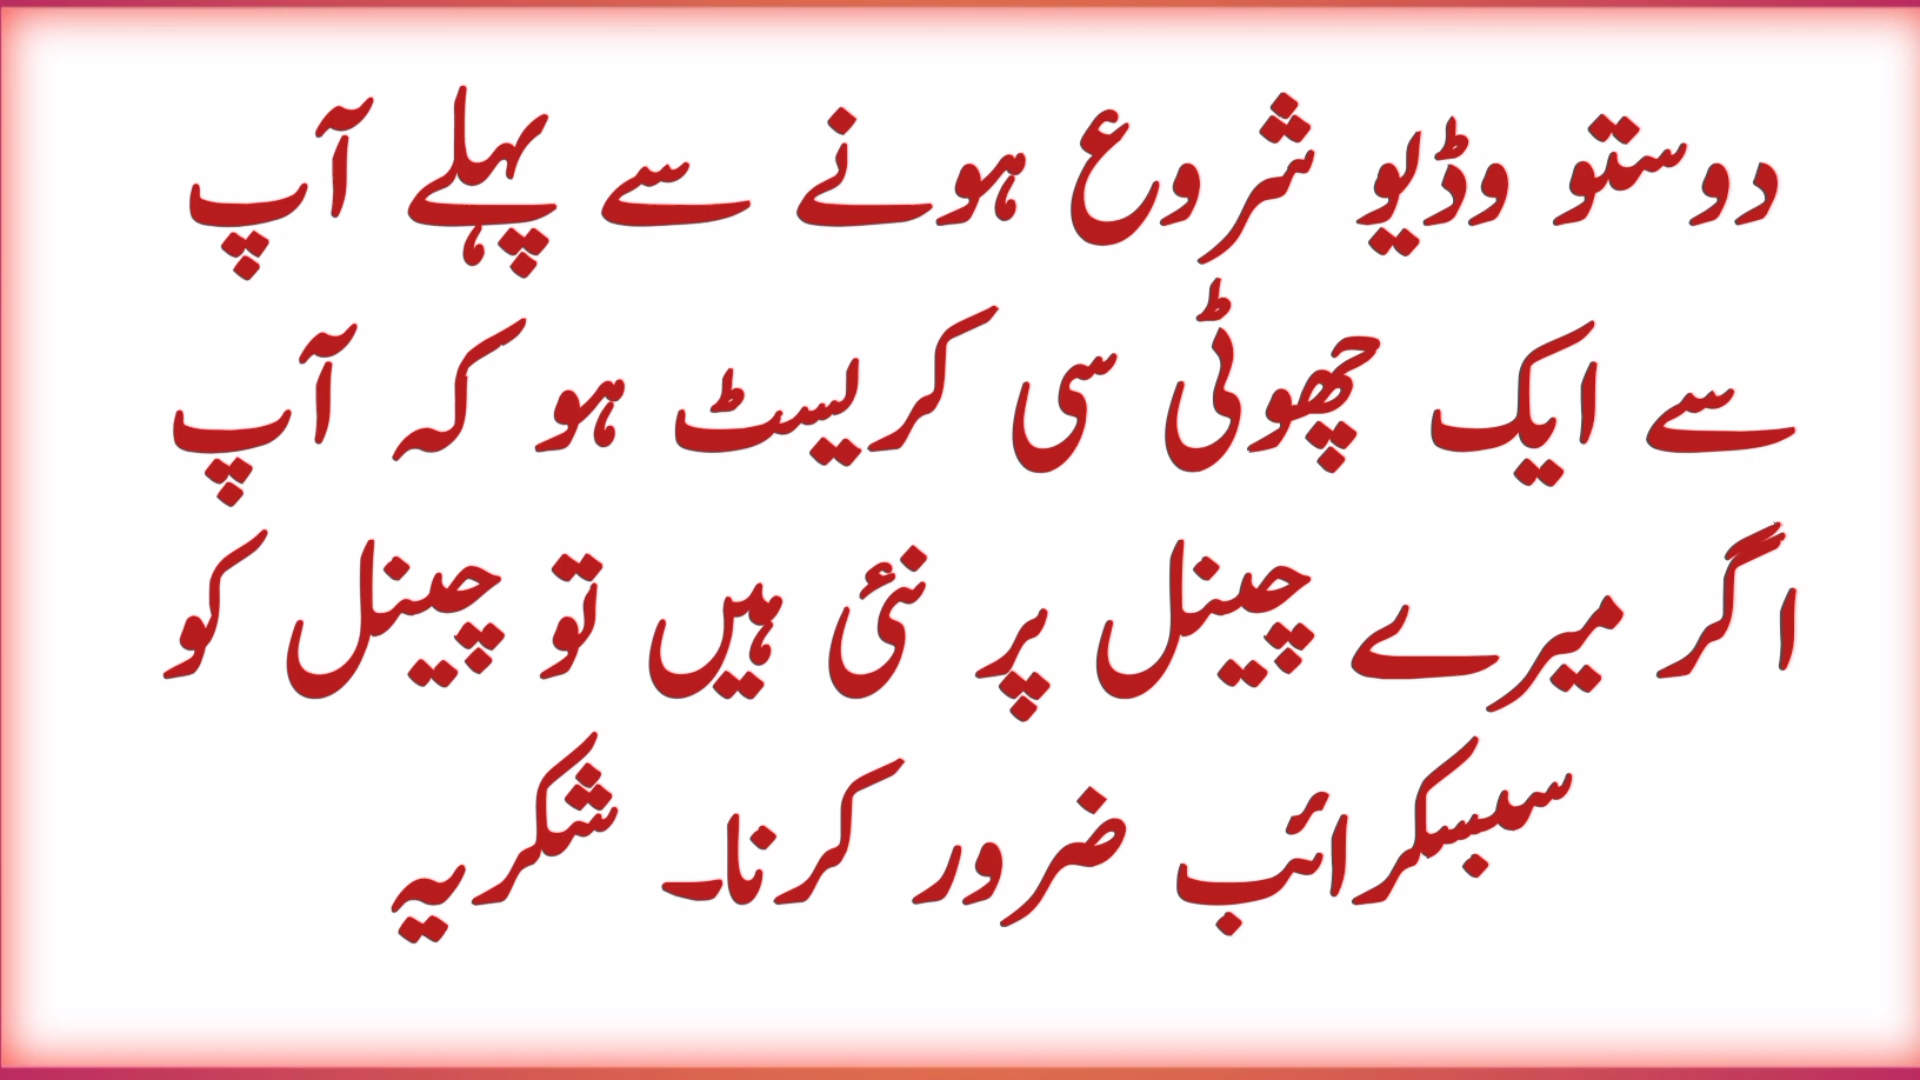 دوستو وڈیو شروع ہونے سے پہلے آپ
سے ایک چھوٹی سی کریسٹ ہو کہ آپ
اگر میرے چینل پر نئی ہیں تو چینل کو
سبسکرائب ضرور کرنا۔ شکریہ